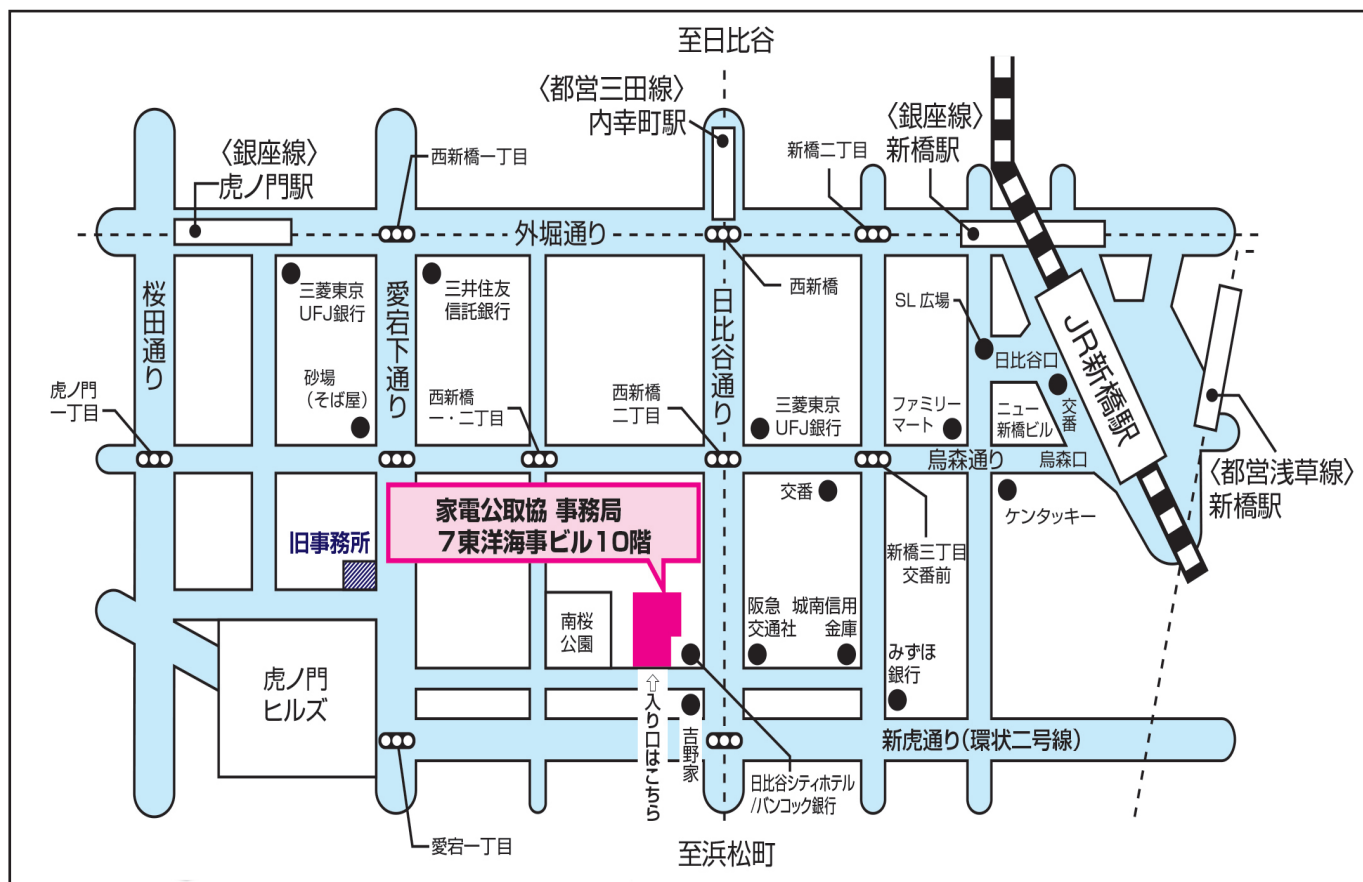 至日比谷
〈都営三田線〉
内幸町駅
〈銀座線〉
新橋駅
新橋二丁目
西新橋一丁目
〈銀座線〉
虎ノ門駅
外堀通り
桜田通り
三菱東京
UFJ銀行
愛宕下通り
三井住友
信託銀行
日比谷通り
西新橋
SL広場
日比谷口
JR新橋駅
虎ノ門
一丁目
砂場
(そば屋)
西新橋
一・二丁目
西新橋
二丁目
三菱東京
UFJ銀行
ファミリー
マート
ニュー
新橋ビル
交番
烏森通り
烏森口
〈都営浅草線〉
新橋駅
家電公取協 事務局
7東洋海事ビル10階
交番
ケンタッキー
旧事務所
新橋三丁目
交番前
南桜
公園
阪急
交通社
城南信用
金庫
みずほ
銀行
虎ノ門
ヒルズ
⇧入り口はこちら
吉野家
新虎通り(環状二号線)
日比谷シティホテル
/バンコック銀行
愛宕一丁目
至浜松町